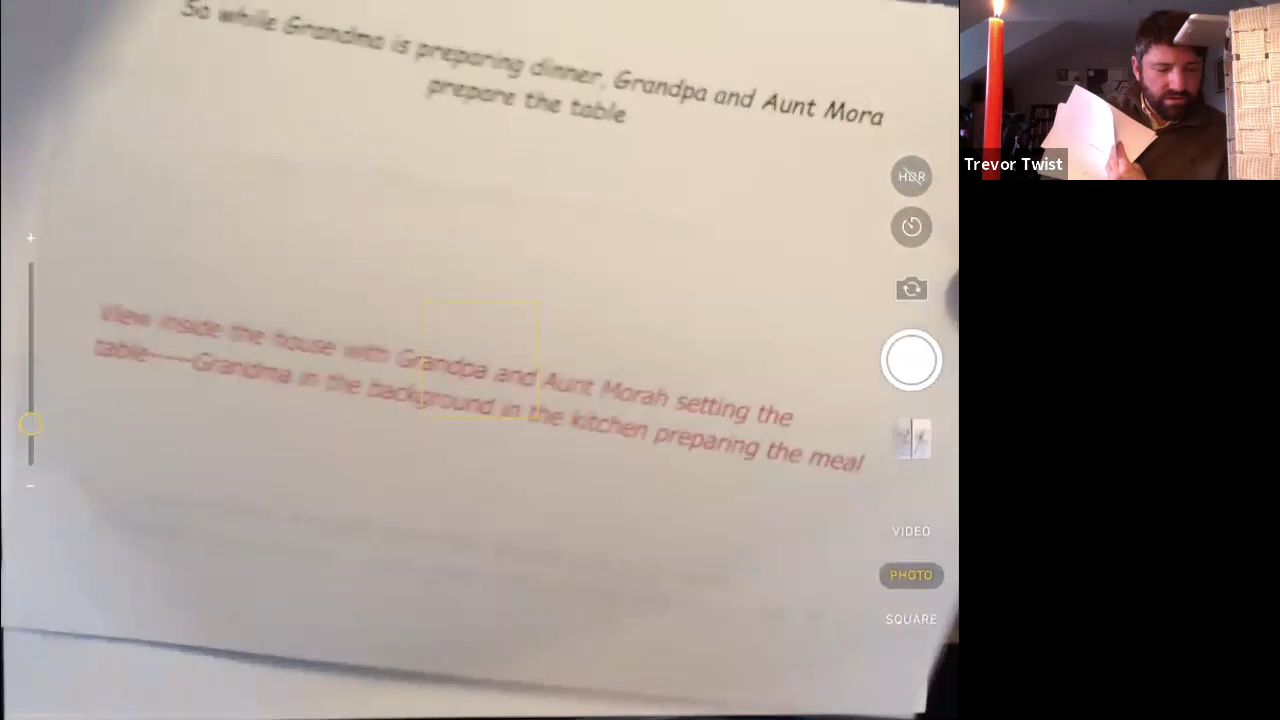 So while Grandma is preparing dinner, Grandpa and Aunt Mora
prepare the table
View inside the house with Grandpa and Aunt Morah setting the
table----Grandma in the background in the kitchen preparing the meal
HDR
VIDEO
PHOTO
SQUARE
Trevor Twist